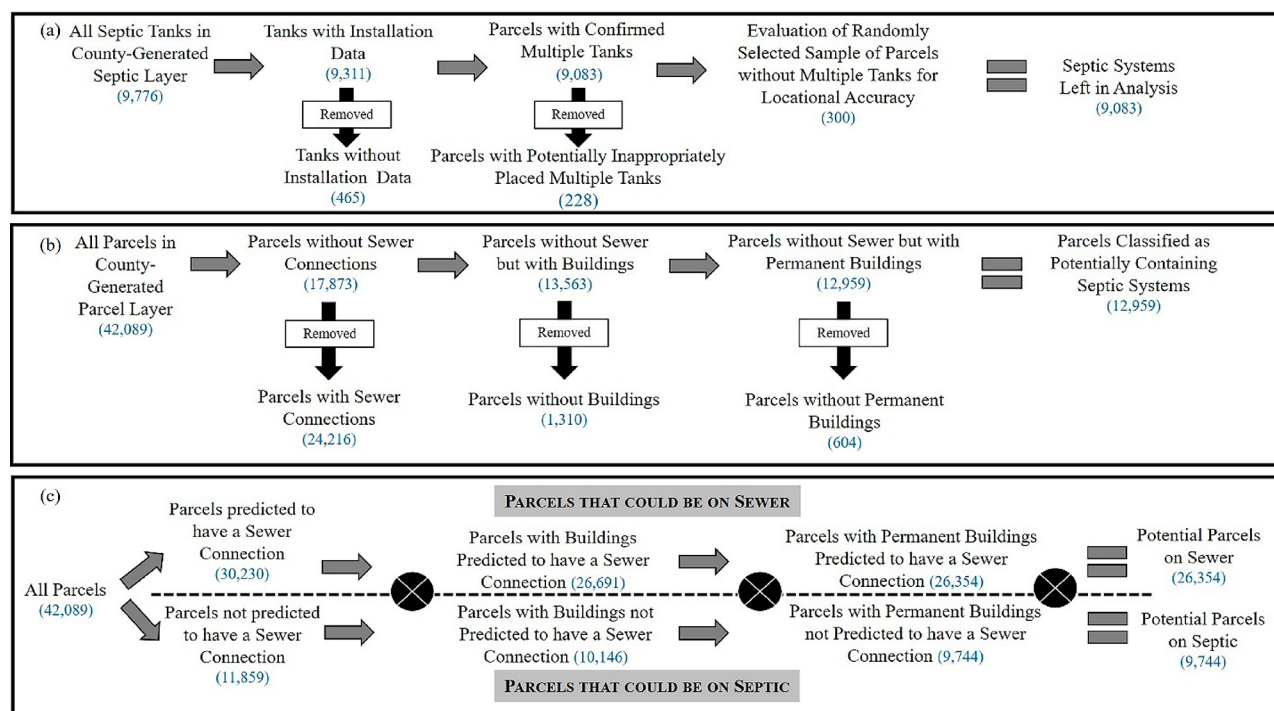 (a)
All Septic Tanks in
County-Generated
Septic Layer
(9,776)
Tanks with Installation
Data
(9,311)
Removed
Tanks without
Installation Data
(465)
Parcels with Confirmed
Multiple Tanks
(9,083)
Removed
Parcels with Potentially Inappropriately
Placed Multiple Tanks
(228)
Evaluation of Randomly
Selected Sample of Parcels
without Multiple Tanks for
Locational Accuracy
(300)
Septic Systems
Left in Analysis
(9,083)
(b)
All Parcels in
County-
Generated
Parcel Layer
(42,089)
Parcels without Sewer
Connections
(17,873)
Removed
Parcels with Sewer
Connections
(24,216)
Parcels without Sewer
but with Buildings
(13,563)
Removed
Parcels without Buildings
(1,310)
Parcels without Sewer but with
Permanent Buildings
(12,959)
Removed
Parcels without Permanent
Buildings
(604)
Parcels Classified as
Potentially Containing
Septic Systems
(12,959)
(c)
PARCELS THAT COULD BE ON SEWER
All Parcels
(42,089)
Parcels predicted to
have a Sewer
Connection
(30,230)
Parcels with Buildings
Predicted to have a Sewer
Connection (26,691)
Parcels with Permanent Buildings
Predicted to have a Sewer
Connection (26,354)
Potential Parcels
on Sewer
(26,354)
Parcels not predicted
to have a Sewer
Connection
(11,859)
Parcels with Buildings not
Predicted to have a Sewer
Connection (10,146)
Parcels with Permanent Buildings
not Predicted to have a Sewer
Connection (9,744)
Potential Parcels
on Septic
(9,744)
PARCELS THAT COULD BE ON SEPTIC